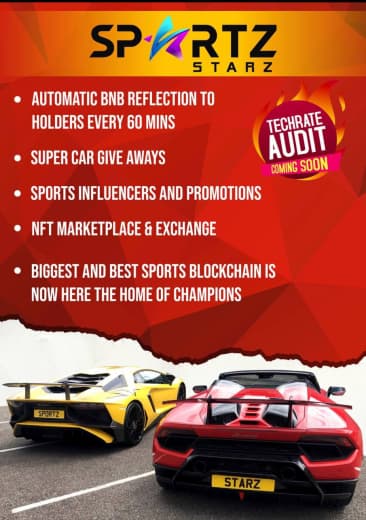 SPARTZ
STARZ
• AUTOMATIC BNB REFLECTION TO
HOLDERS EVERY 60 MINS
TECHRATE
AUDIT
COMING SOON
• SUPER CAR GIVE AWAYS
• SPORTS INFLUENCERS AND PROMOTIONS
• NFT MARKETPLACE & EXCHANGE
• BIGGEST AND BEST SPORTS BLOCKCHAIN IS
NOW HERE THE HOME OF CHAMPIONS
SPORTZ
STARZ